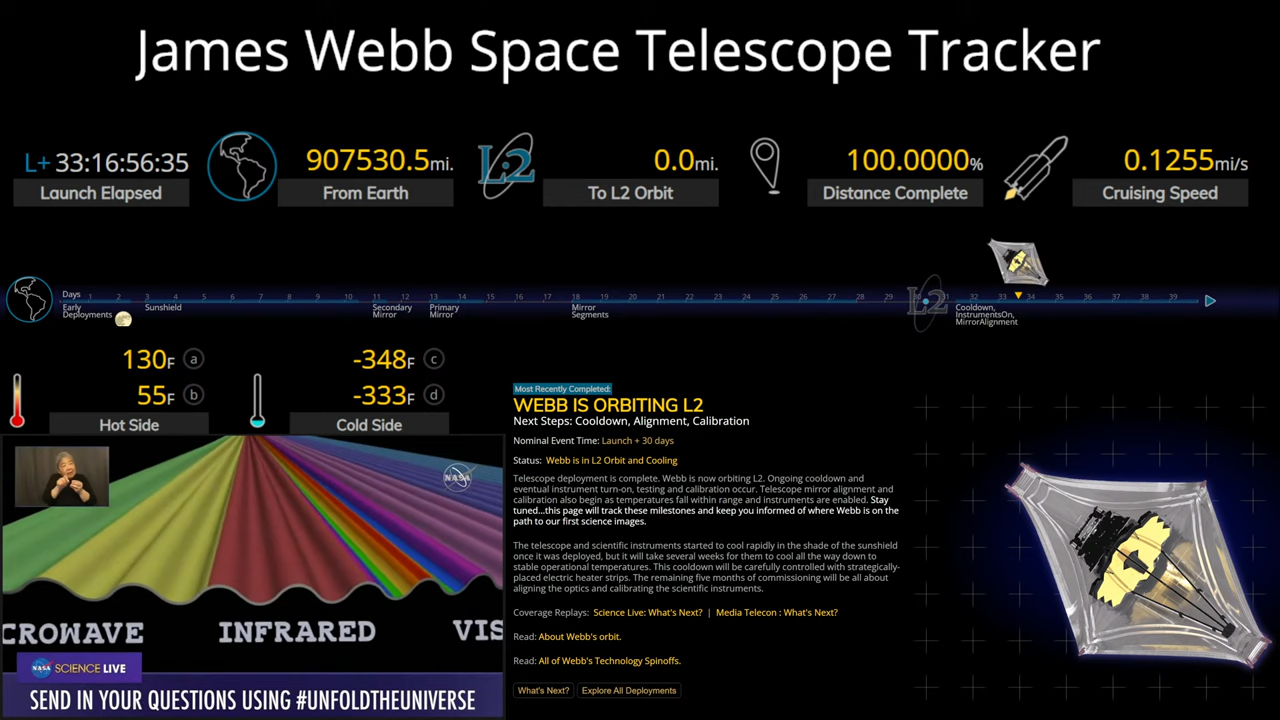 James Webb Space Telescope Tracker
L+ 33:16:56:35
Launch Elapsed
907530.5mi.
From Earth
L2
0.0mi.
To L2 Orbit
100.0000%
Distance Complete
0.1255mi/s
Cruising Speed
Days
1 2 3 4 5 6 7 8 9 10 11 12 13 14 15 16 17 18 19 20 21 22 23 24 25 26 27 28 29 30 31 32 33 34 35 36 37 38 39
Early
Deployments
Sunshield
Secondary
Mirror
Primary
Mirror
Mirror
Segments
L2
Cooldown,
InstrumentsOn,
MirrorAlignment
130F a
55F b
Hot Side
-348F c
-333F d
Cold Side
Most Recently Completed:
WEBB IS ORBITING L2
Next Steps: Cooldown, Alignment, Calibration
Nominal Event Time: Launch + 30 days
Status: Webb is in L2 Orbit and Cooling
Telescope deployment is complete. Webb is now orbiting L2. Ongoing cooldown and
eventual instrument turn-on, testing and calibration occur. Telescope mirror alignment and
calibration also begin as temperatures fall within range and instruments are enabled. Stay
tuned...this page will track these milestones and keep you informed of where Webb is on the
path to our first science images.
The telescope and scientific instruments started to cool rapidly in the shade of the sunshield
once it was deployed, but it will take several weeks for them to cool all the way down to
stable operational temperatures. This cooldown will be carefully controlled with strategically-
placed electric heater strips. The remaining five months of commissioning will be all about
aligning the optics and calibrating the scientific instruments.
Coverage Replays: Science Live: What's Next? | Media Telecon : What's Next?
Read: About Webb's orbit.
Read: All of Webb's Technology Spinoffs.
What's Next? Explore All Deployments
NASA
CROWAVE INFRARED VIS
NASA SCIENCE LIVE
SEND IN YOUR QUESTIONS USING #UNFOLDTHEUNIVERSE